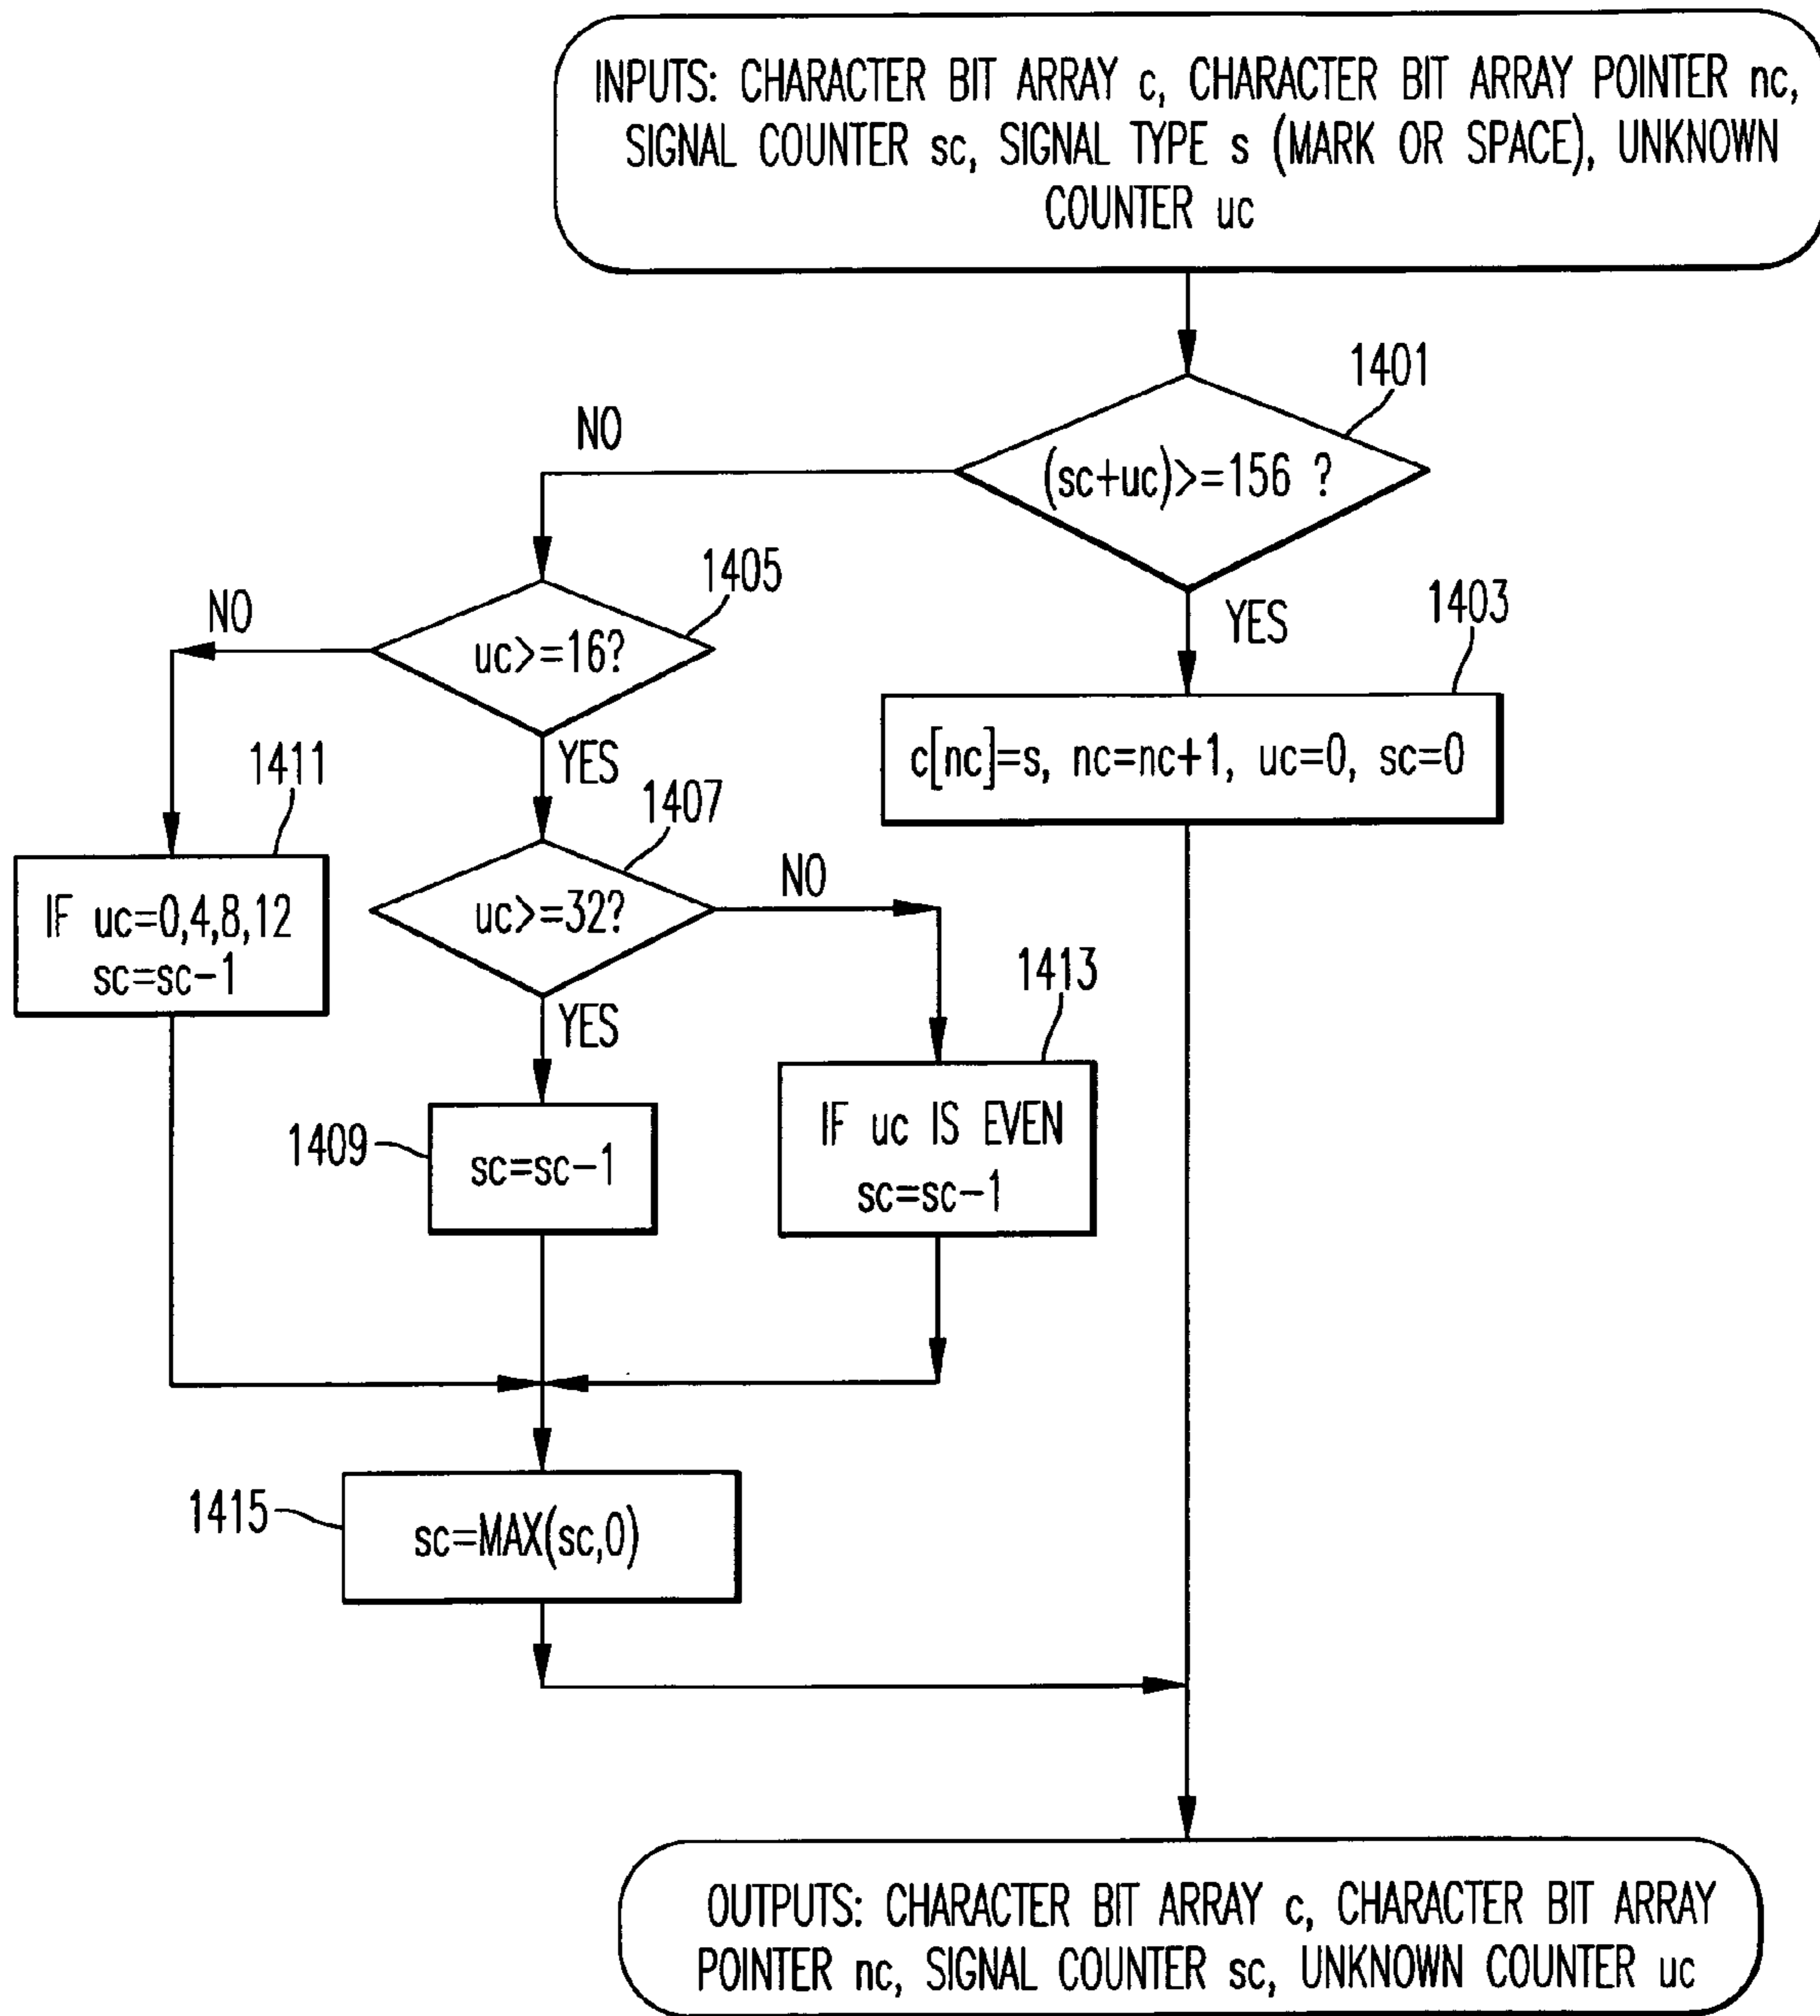 INPUTS: CHARACTER BIT ARRAY c, CHARACTER BIT ARRAY POINTER nc,
SIGNAL COUNTER sc, SIGNAL TYPE s (MARK OR SPACE), UNKNOWN
COUNTER uc
1401
NO
(sc+uc)>=156 ?
1405
NO
uc>=16?
YES
1403
c[nc]=s, nc=nc+1, uc=0, sc=0
YES
1411
1407
IF uc=0,4,8,12
sc=sc-1
uc>=32?
NO
1413
YES
IF uc IS EVEN
sc=sc-1
1409
sc=sc-1
1415
sc=MAX(sc,0)
OUTPUTS: CHARACTER BIT ARRAY c, CHARACTER BIT ARRAY
POINTER nc, SIGNAL COUNTER sc, UNKNOWN COUNTER uc